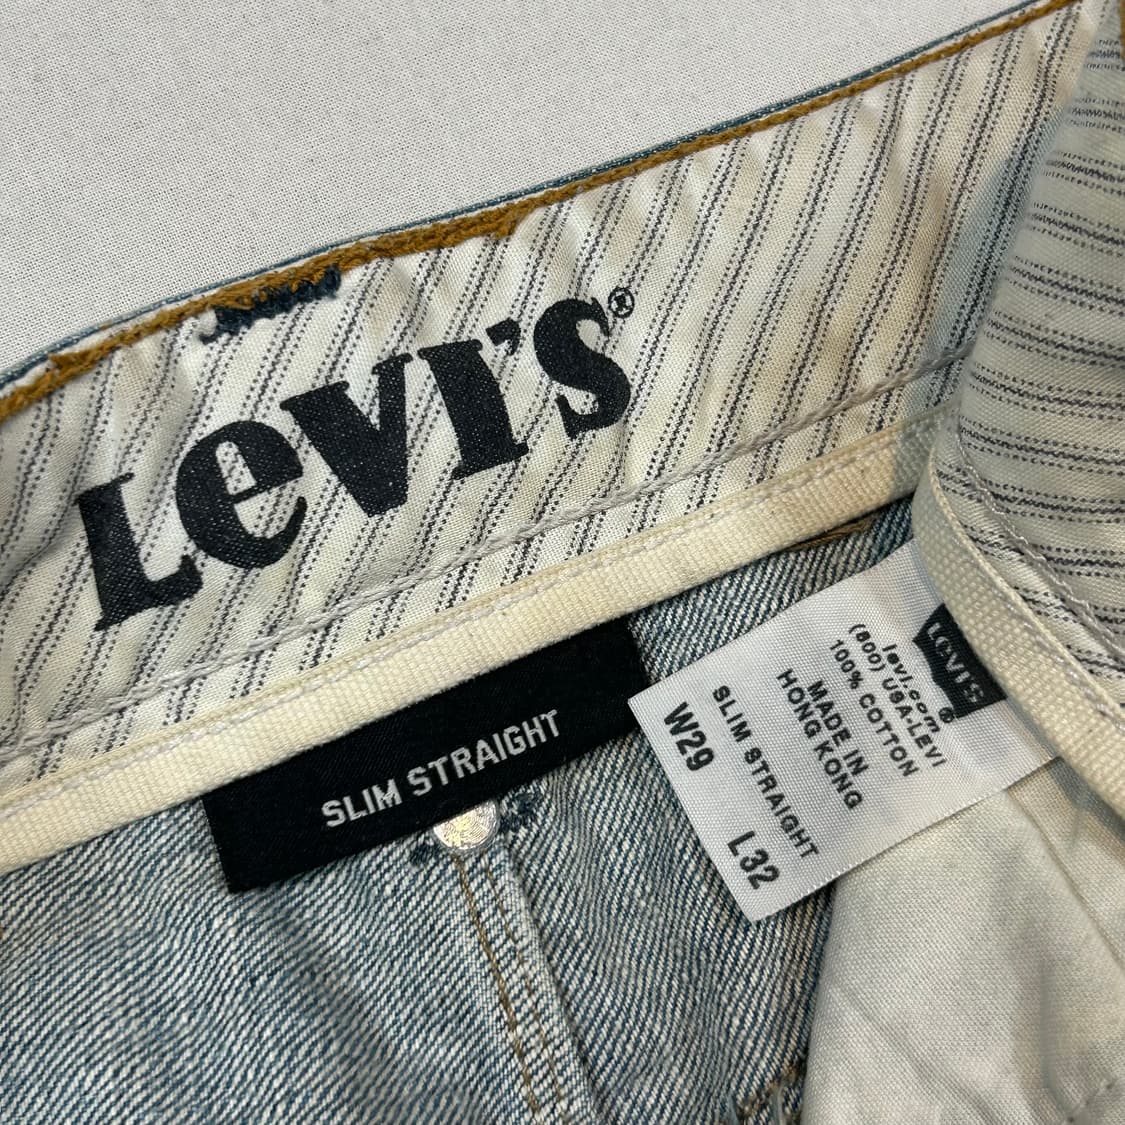 Levi's®
SLIM STRAIGHT
LEVI'S®
levi.com
(800) USA-LEVI
100% COTTON
MADE IN
HONG KONG
SLIM STRAIGHT
W29 L32